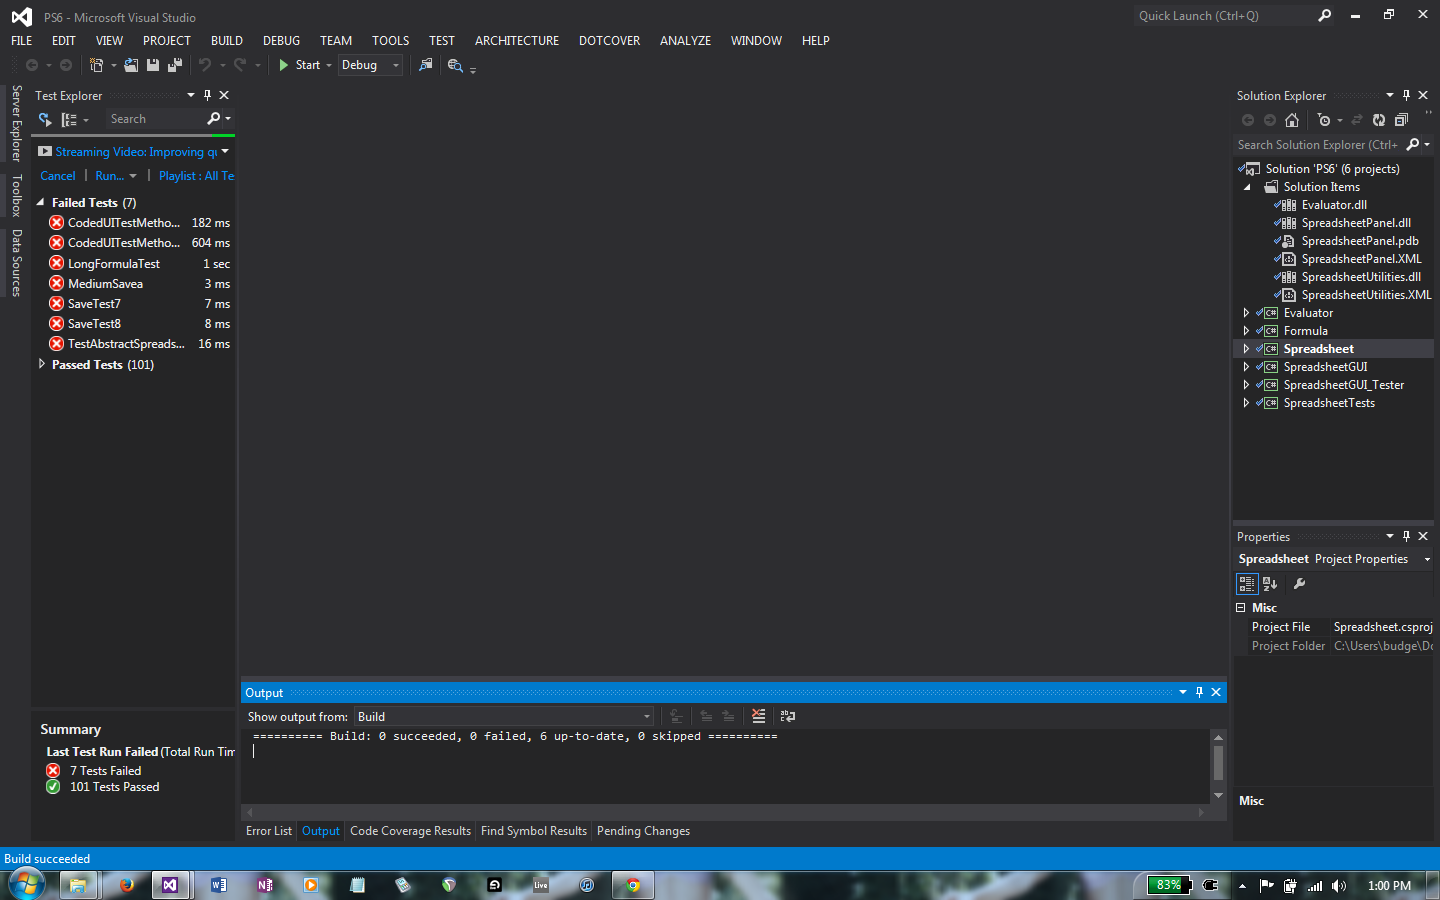 PS6 - Microsoft Visual Studio
Quick Launch (Ctrl+Q)
FILE EDIT VIEW PROJECT BUILD DEBUG TEAM TOOLS TEST ARCHITECTURE DOTCOVER ANALYZE WINDOW HELP
Start Debug
Server Explorer
Toolbox
Data Sources
Test Explorer
Search
Streaming Video: Improving qu
Cancel | Run... | Playlist : All Te
Failed Tests (7)
CodedUITestMetho... 182 ms
CodedUITestMetho... 604 ms
LongFormulaTest 1 sec
MediumSavea 3 ms
SaveTest7 7 ms
SaveTest8 8 ms
TestAbstractSpreads... 16 ms
Passed Tests (101)
Summary
Last Test Run Failed (Total Run Tim
7 Tests Failed
101 Tests Passed
Output
Show output from: Build
========== Build: 0 succeeded, 0 failed, 6 up-to-date, 0 skipped ==========
Error List Output Code Coverage Results Find Symbol Results Pending Changes
Solution Explorer
Search Solution Explorer (Ctrl+
Solution 'PS6' (6 projects)
Solution Items
Evaluator.dll
SpreadsheetPanel.dll
SpreadsheetPanel.pdb
SpreadsheetPanel.XML
SpreadsheetUtilities.dll
SpreadsheetUtilities.XML
C# Evaluator
C# Formula
C# Spreadsheet
C# SpreadsheetGUI
C# SpreadsheetGUI_Tester
C# SpreadsheetTests
Properties
Spreadsheet Project Properties
Misc
Project File Spreadsheet.csproj
Project Folder C:\Users\budge\Do
Misc
Build succeeded
Live
83%
1:00 PM